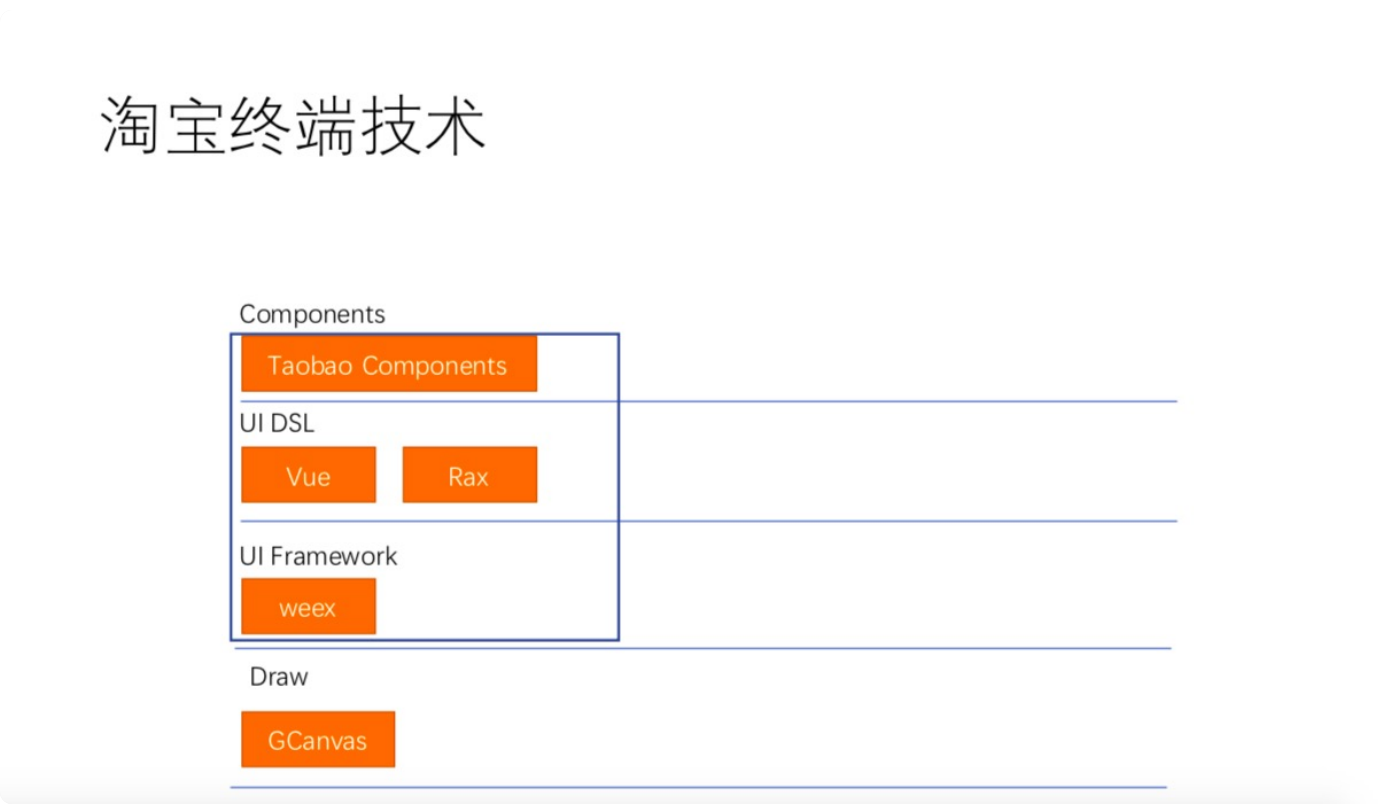 淘宝终端技术
Components
Taobao Components
UI DSL
Vue Rax
UI Framework
weex
Draw
GCanvas